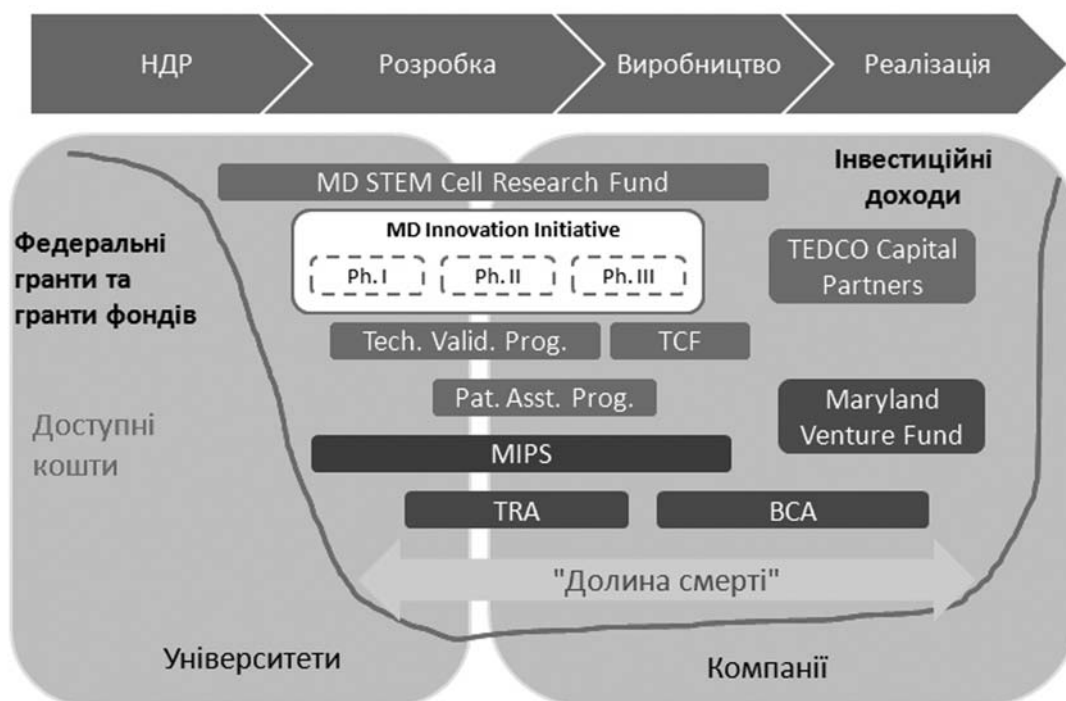 НДР
Розробка
Виробництво
Реалізація
MD STEM Cell Research Fund
Інвестиційні
доходи
MD Innovation Initiative
Ph. I
Ph. II
Ph. III
Федеральні
гранти та
гранти фондів
TEDCO Capital
Partners
Tech. Valid. Prog.
TCF
Pat. Asst. Prog.
Maryland
Venture Fund
Доступні
кошти
MIPS
TRA
BCA
"Долина смерті"
Університети
Компанії